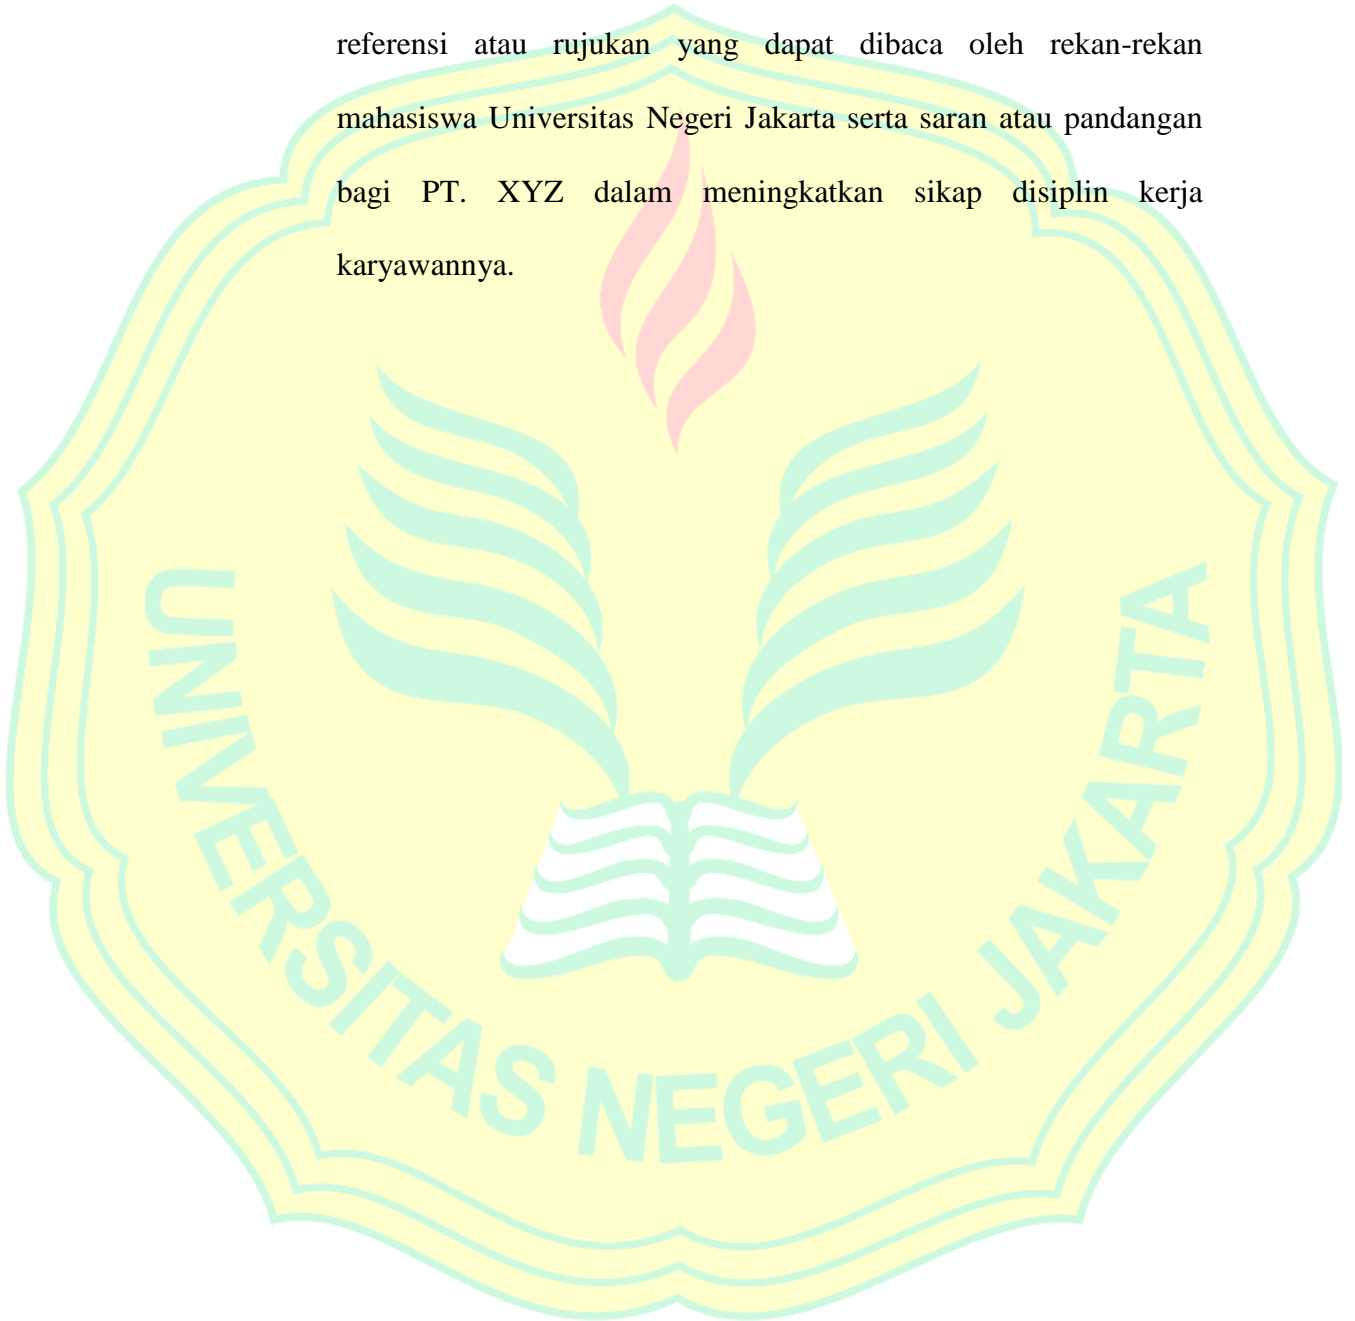 referensi atau rujukan yang dapat dibaca oleh rekan-rekan
mahasiswa Universitas Negeri Jakarta serta saran atau pandangan
bagi PT. XYZ dalam meningkatkan sikap disiplin kerja
karyawannya.
UNIVERSITAS NEGERI JAKARTA